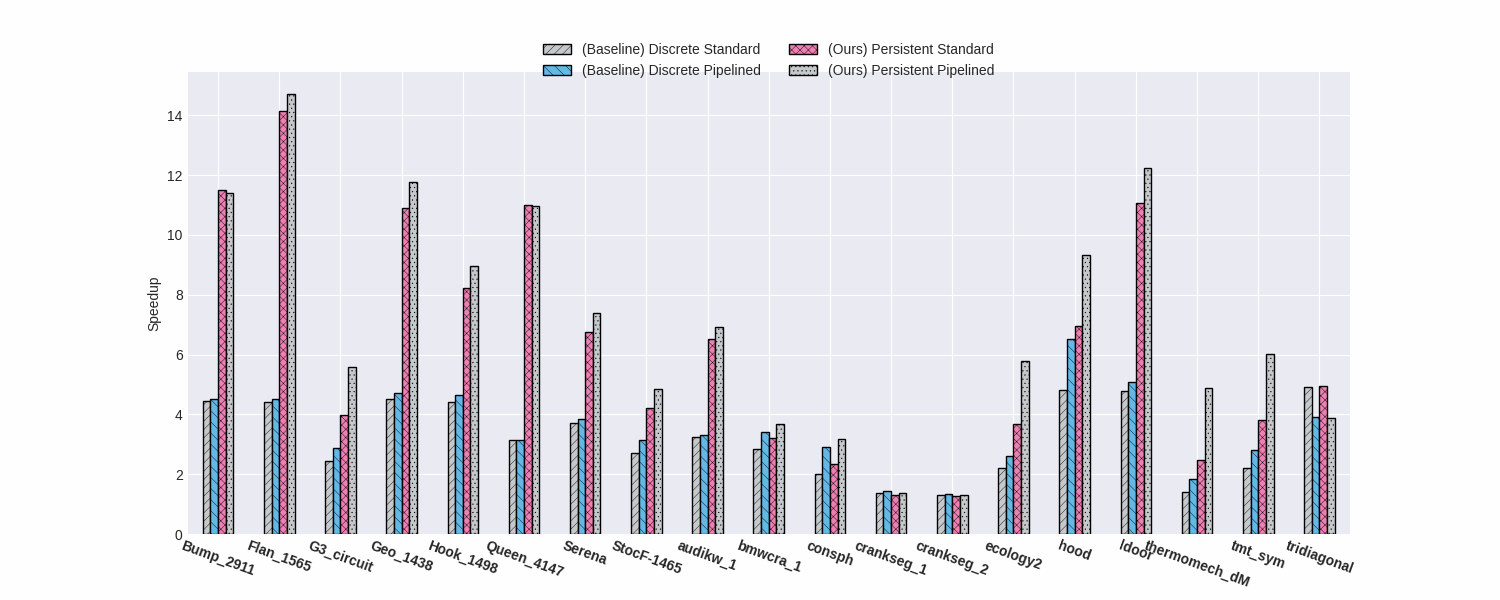 (Baseline) Discrete Standard
(Baseline) Discrete Pipelined
(Ours) Persistent Standard
(Ours) Persistent Pipelined
Speedup
14
12
10
8
6
4
2
0
Bump_2911
Flan_1565
G3_circuit
Geo_1438
Hook_1498
Queen_4147
Serena
StocF-1465
audikw_1
bmwcra_1
consph
crankseg_1
crankseg_2
ecology2
hood
ldoor
thermomech_dM
tmt_sym
tridiagonal